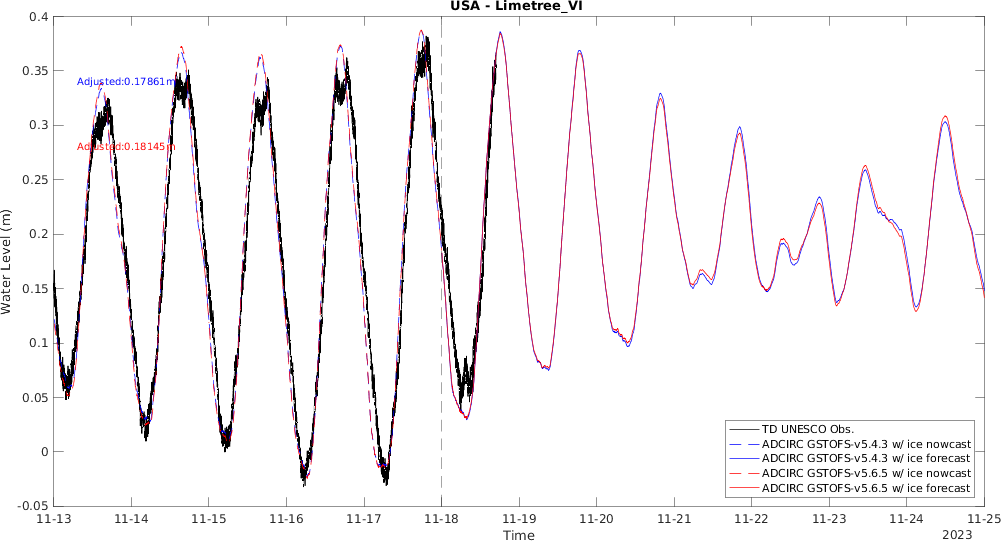 USA - Limetree_VI
0.4
0.35
0.3
0.25
0.2
0.15
0.1
0.05
0
-0.05
Water Level (m)
Adjusted:0.17861m
Adjusted:0.18145m
TD UNESCO Obs.
ADCIRC GSTOFS-v5.4.3 w/ ice nowcast
ADCIRC GSTOFS-v5.4.3 w/ ice forecast
ADCIRC GSTOFS-v5.6.5 w/ ice nowcast
ADCIRC GSTOFS-v5.6.5 w/ ice forecast
11-13 11-14 11-15 11-16 11-17 11-18 11-19 11-20 11-21 11-22 11-23 11-24 11-25
Time
2023